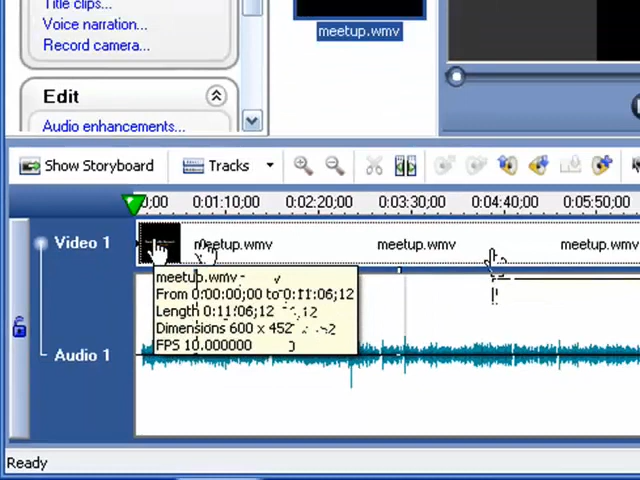 Title clips...
Voice narration...
Record camera...
meetup.wmv
Edit
Audio enhancements...
Show Storyboard
Tracks
0:01:10;00 0:02:20;00 0:03:30;00 0:04:40;00 0:05:50;00
Video 1
meetup.wmv meetup.wmv meetup.wmv
meetup.wmv -
From 0:00:00;00 to 0:11:06;12
Length 0:11:06;12
Dimensions 600 x 452
FPS 10.000000
Audio 1
Ready